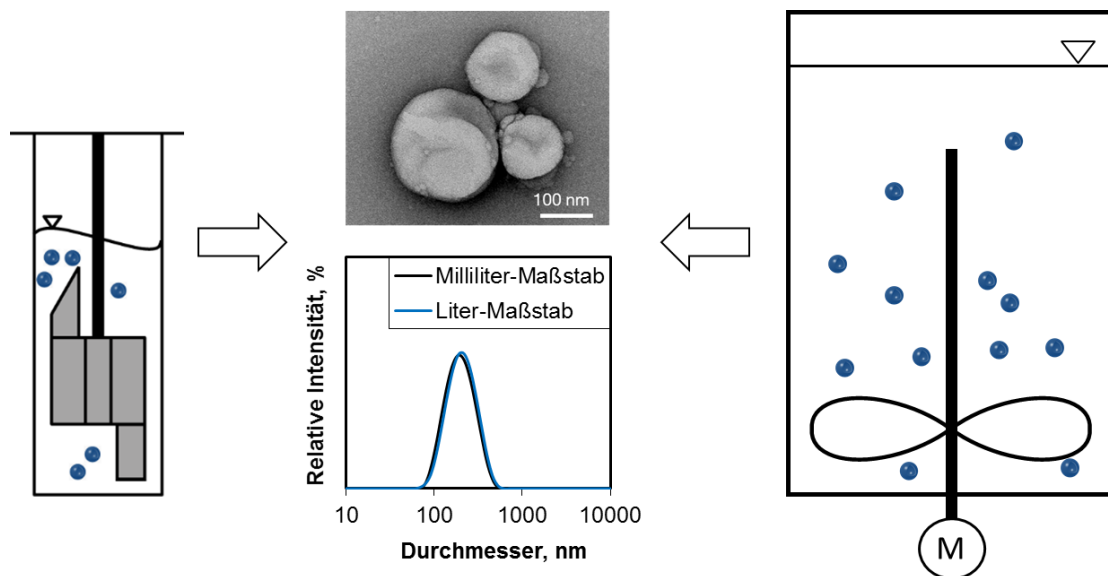 100 nm
Relative Intensität, %
Milliliter-Maßstab
Liter-Maßstab
10
100
1000
10000
Durchmesser, nm
M